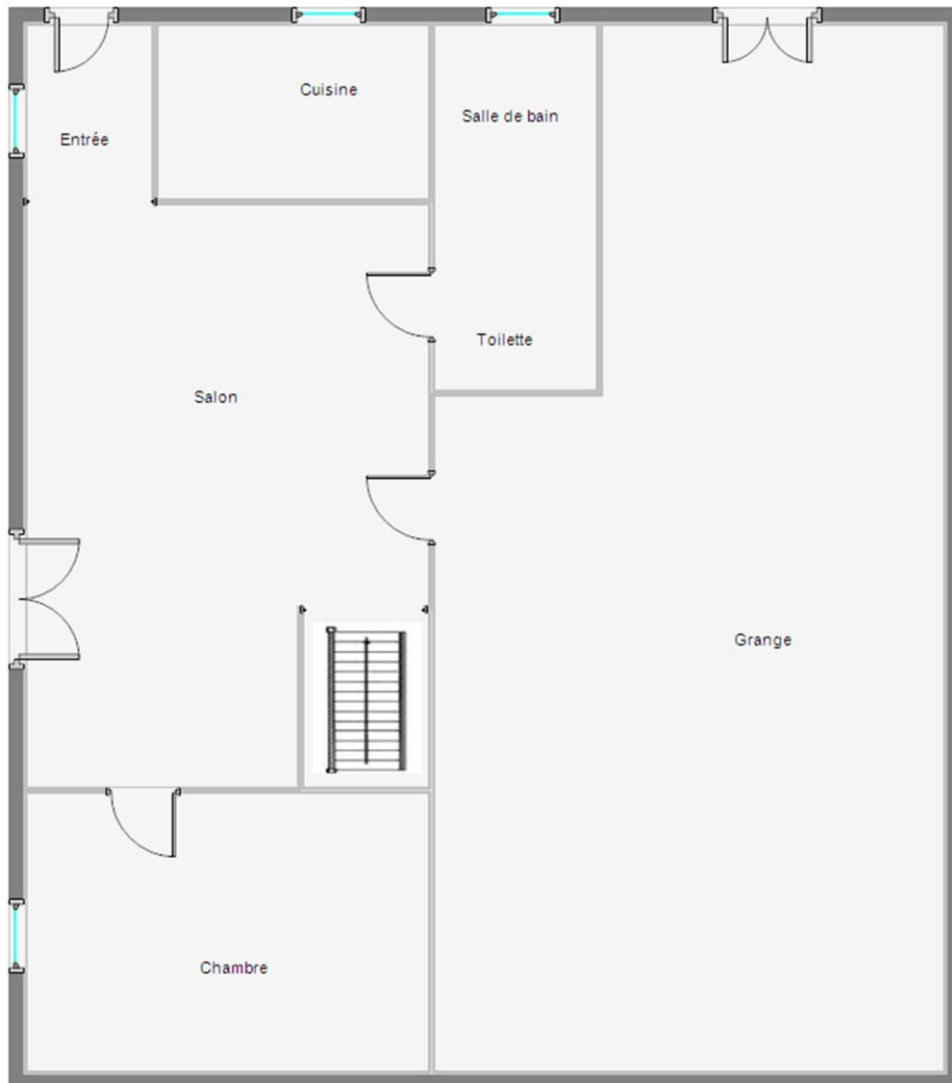 Cuisine
Salle de bain
Entrée
Toilette
Salon
Grange
Chambre